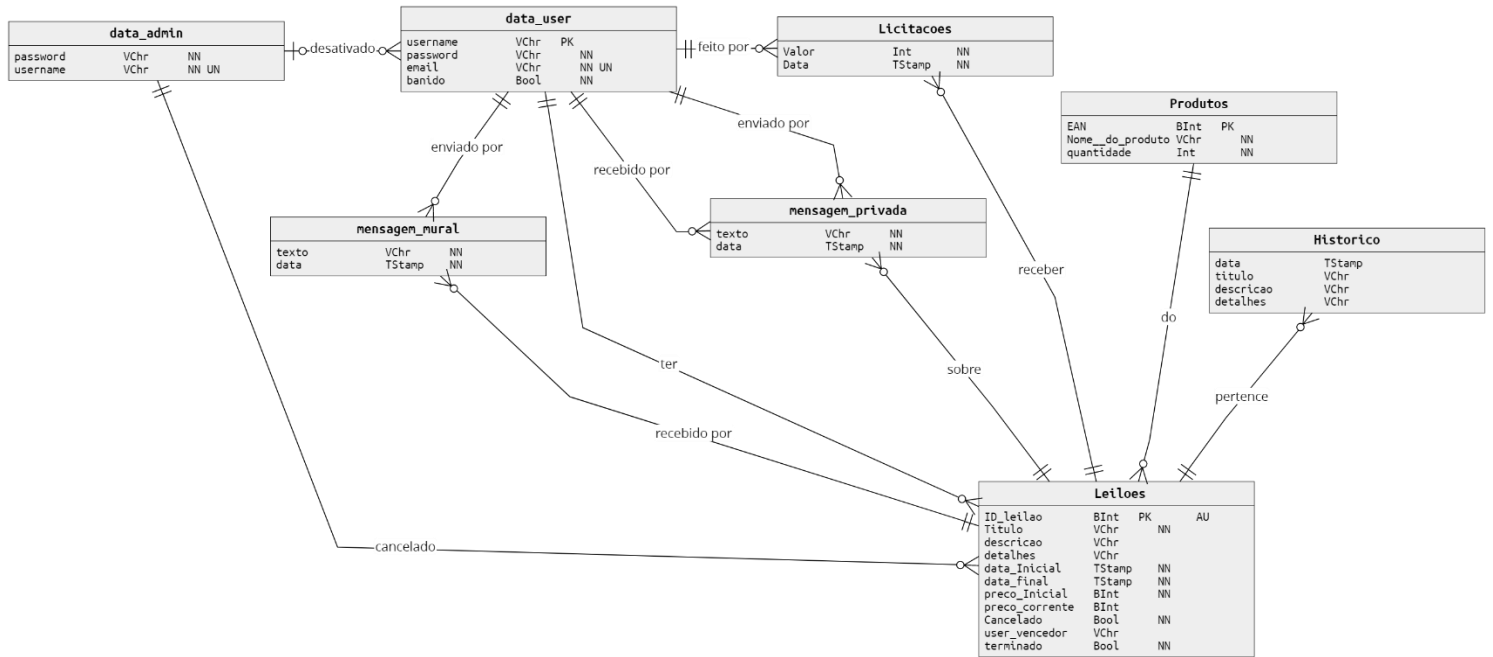 data_admin
password VChr NN
username VChr NN UN
desativado
data_user
username VChr PK
password VChr NN
email VChr NN UN
banido Bool NN
feito por
Licitacoes
Valor Int NN
Data TStamp NN
Produtos
EAN BInt PK
Nome__do_produto VChr NN
quantidade Int NN
enviado por
enviado por
recebido por
mensagem_mural
texto VChr NN
data TStamp NN
mensagem_privada
texto VChr NN
data TStamp NN
Historico
data TStamp
titulo VChr
descricao VChr
detalhes VChr
receber
do
ter
sobre
pertence
recebido por
cancelado
Leiloes
ID_leilao BInt PK AU
Titulo VChr NN
descricao VChr
detalhes VChr
data_Inicial TStamp NN
data_final TStamp NN
preco_Inicial BInt NN
preco_corrente BInt
Cancelado Bool NN
user_vencedor VChr
terminado Bool NN